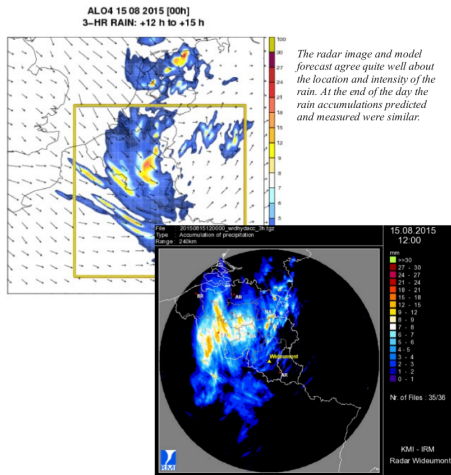 ALO4 15 08 2015 [00h]
3-HR RAIN: +12 h to +15 h
The radar image and model
forecast agree quite well about
the location and intensity of the
rain. At the end of the day the
rain accumulations predicted
and measured were similar.
100
30
27
24
21
18
15
12
9
8
7
6
5
File : 20150815120000_widhydacc_3h.tgz
Type : Accumulation of precipitation
Range : 240km
15.08 2015
12:00
mm
>=30
27 - 30
24 - 27
21 - 24
18 - 21
15 - 18
12 - 15
9 - 12
8 - 9
7 - 8
6 - 7
5 - 6
4 - 5
3 - 4
2 - 3
1 - 2
0 - 1
Nr. of Files : 35/36
Wideumont
KMI - IRM
Radar Wideumont